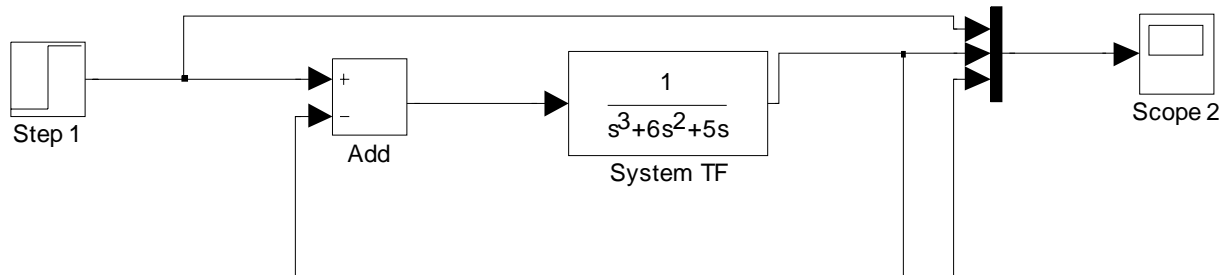 Step 1
+
−
Add
1
s³+6s²+5s
System TF
Scope 2